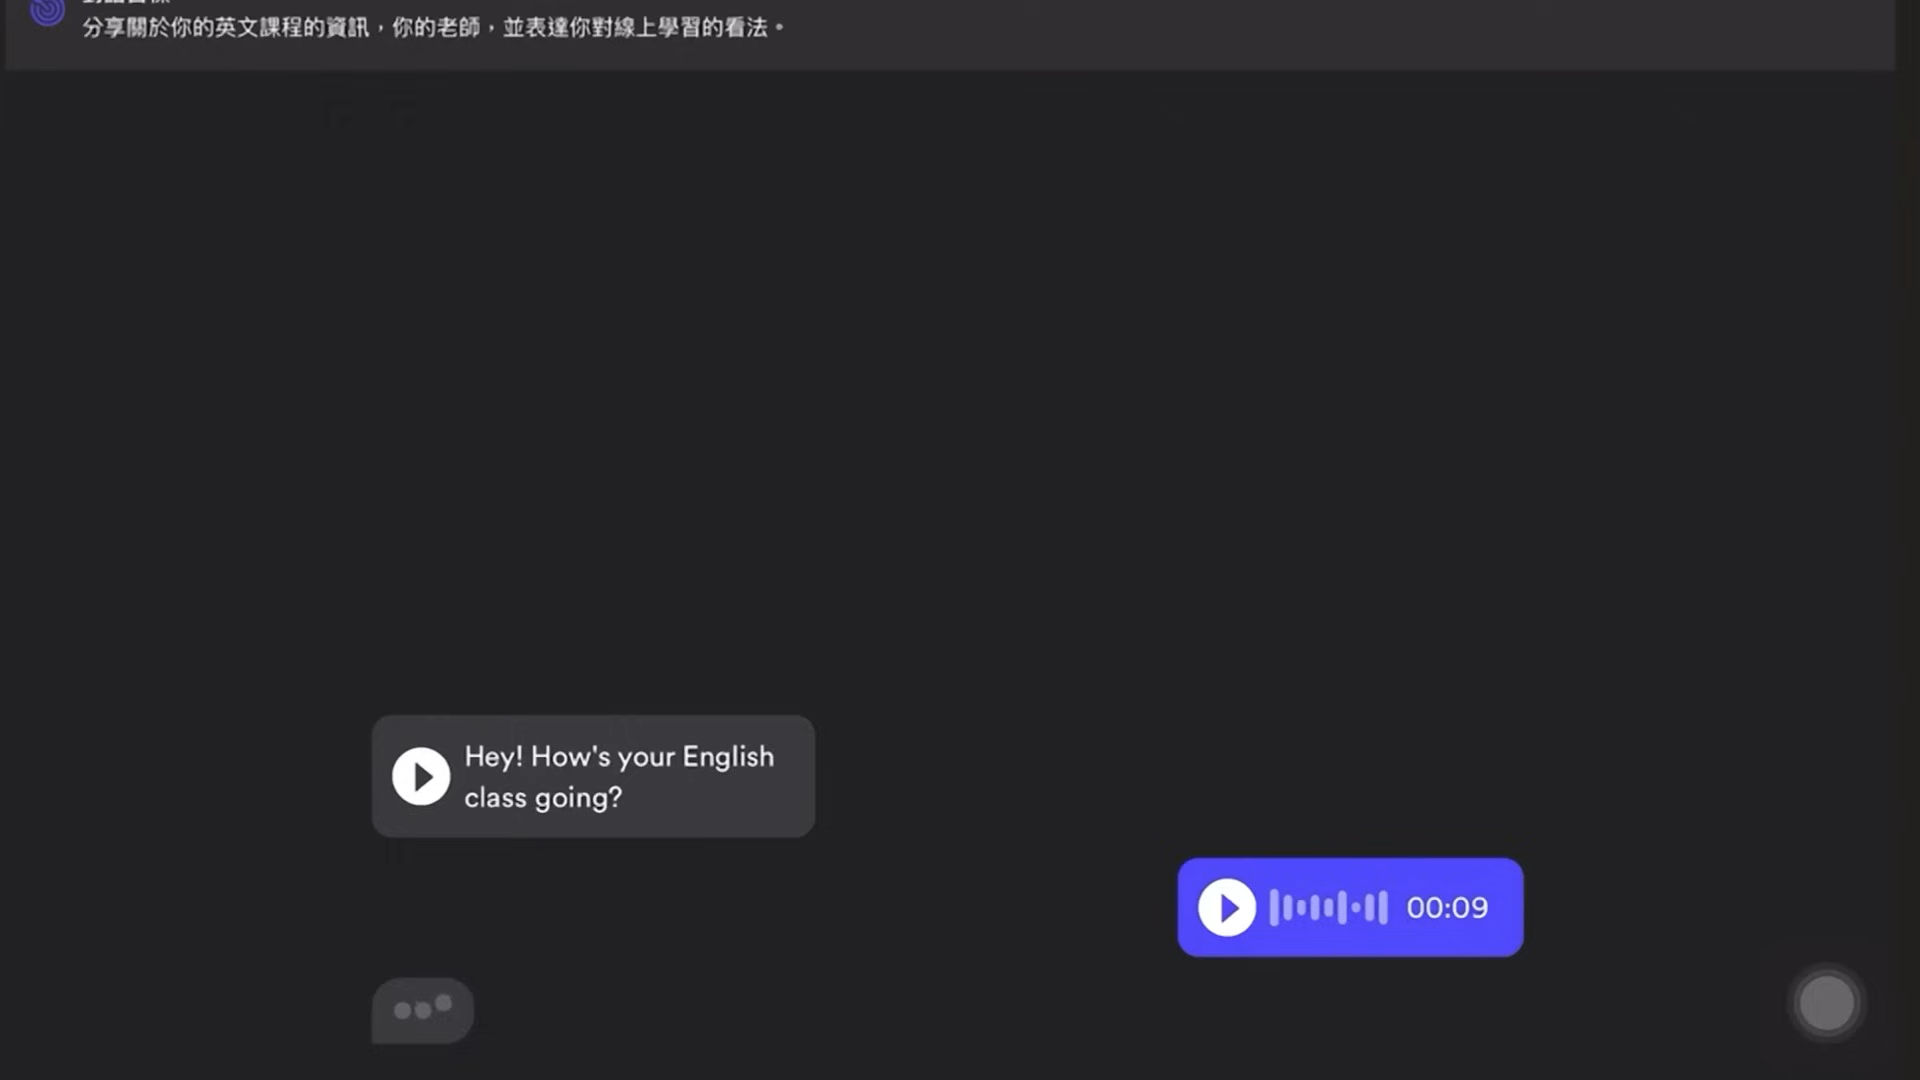 分享關於你的英文課程的資訊，你的老師，並表達你對線上學習的看法。
Hey! How's your English
class going?
00:09